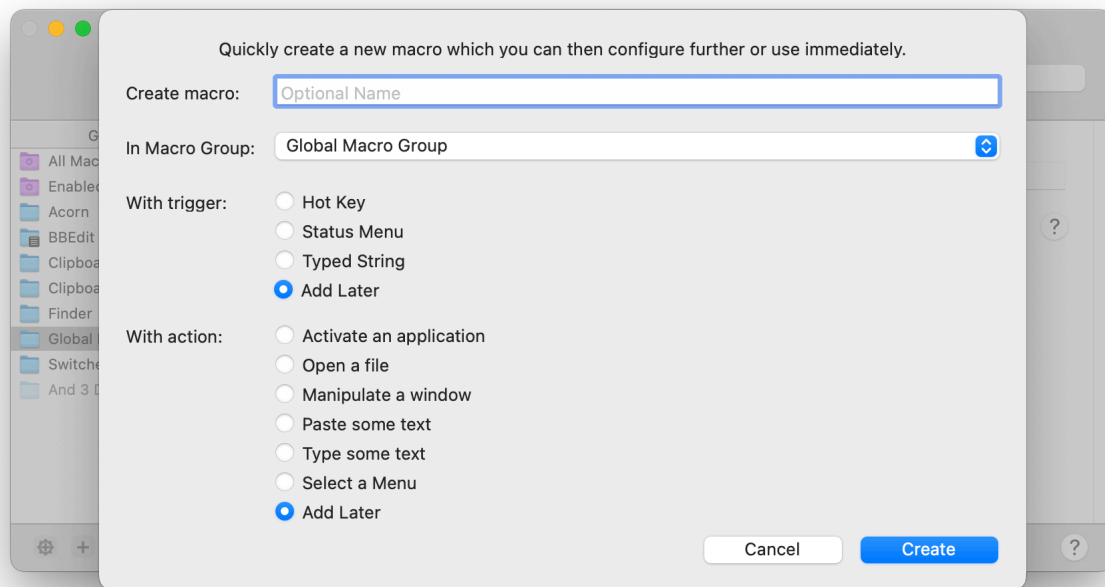 Quickly create a new macro which you can then configure further or use immediately.
Create macro: Optional Name
In Macro Group: Global Macro Group
With trigger: Hot Key
Status Menu
Typed String
Add Later
With action: Activate an application
Open a file
Manipulate a window
Paste some text
Type some text
Select a Menu
Add Later
Cancel Create
G
All Mac
Enabled
Acorn
BBEdit
Clipboa
Clipboa
Finder
Global
Switche
And 3 D
?
+
?